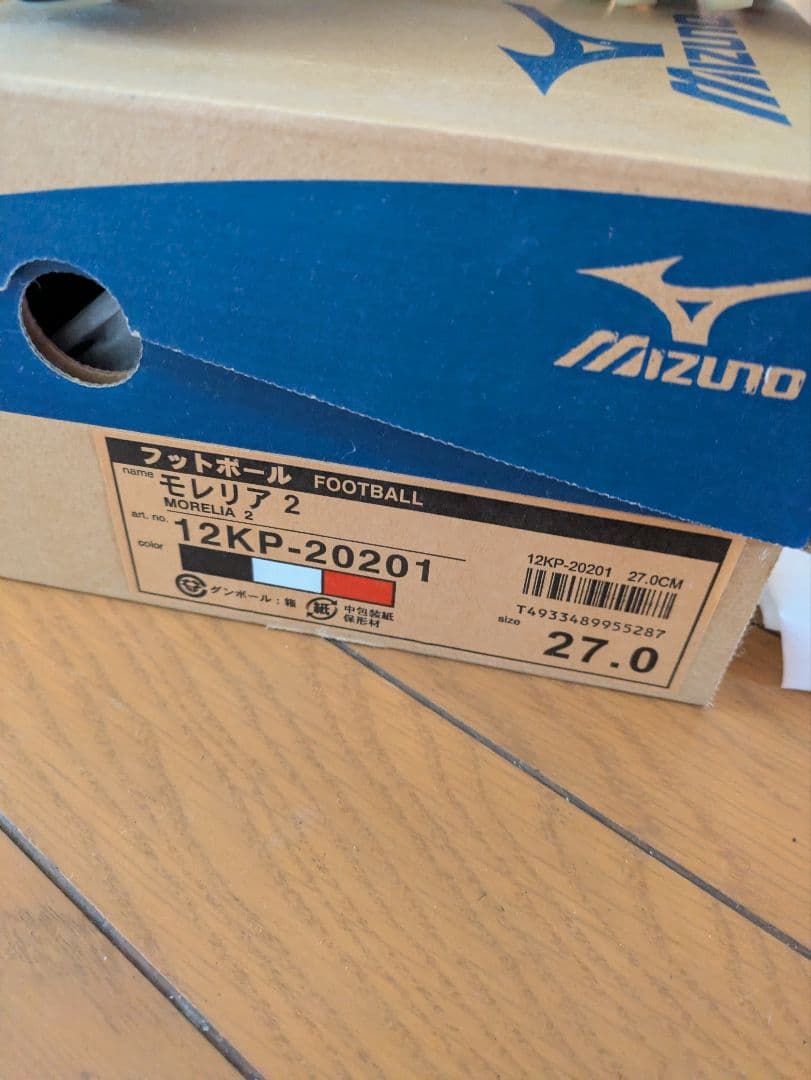 MIZUNO
MIZUNO
フットボール FOOTBALL
name モレリア 2
MORELIA 2
art. no. 12KP-20201
color
ダンボール：箱
紙 中包装紙
保形材
12KP-20201 27.0CM
T4933489955287
size 27.0